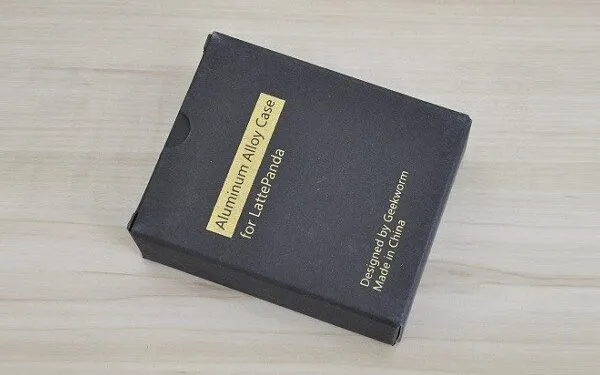 Aluminum Alloy Case
for LattePanda
Designed by Geekworm
Made in China